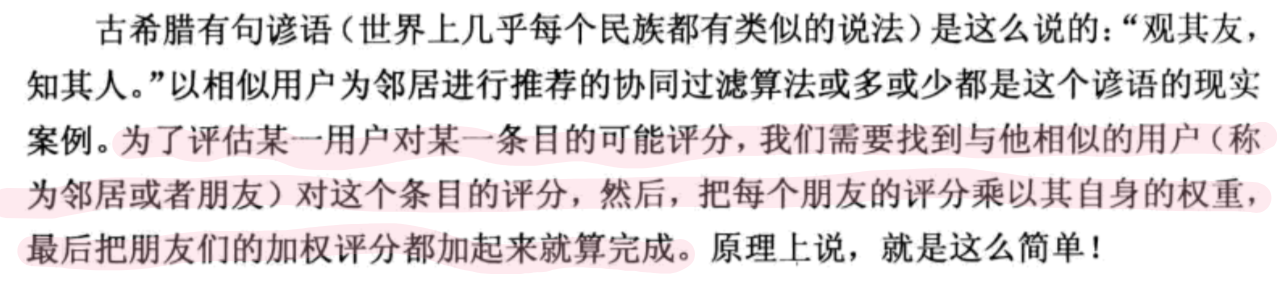 古希腊有句谚语（世界上几乎每个民族都有类似的说法）是这么说的：“观其友，
知其人。”以相似用户为邻居进行推荐的协同过滤算法或多或少都是这个谚语的现实
案例。为了评估某一用户对某一条目的可能评分，我们需要找到与他相似的用户（称
为邻居或者朋友）对这个条目的评分，然后，把每个朋友的评分乘以其自身的权重，
最后把朋友们的加权评分都加起来就算完成。原理上说，就是这么简单！